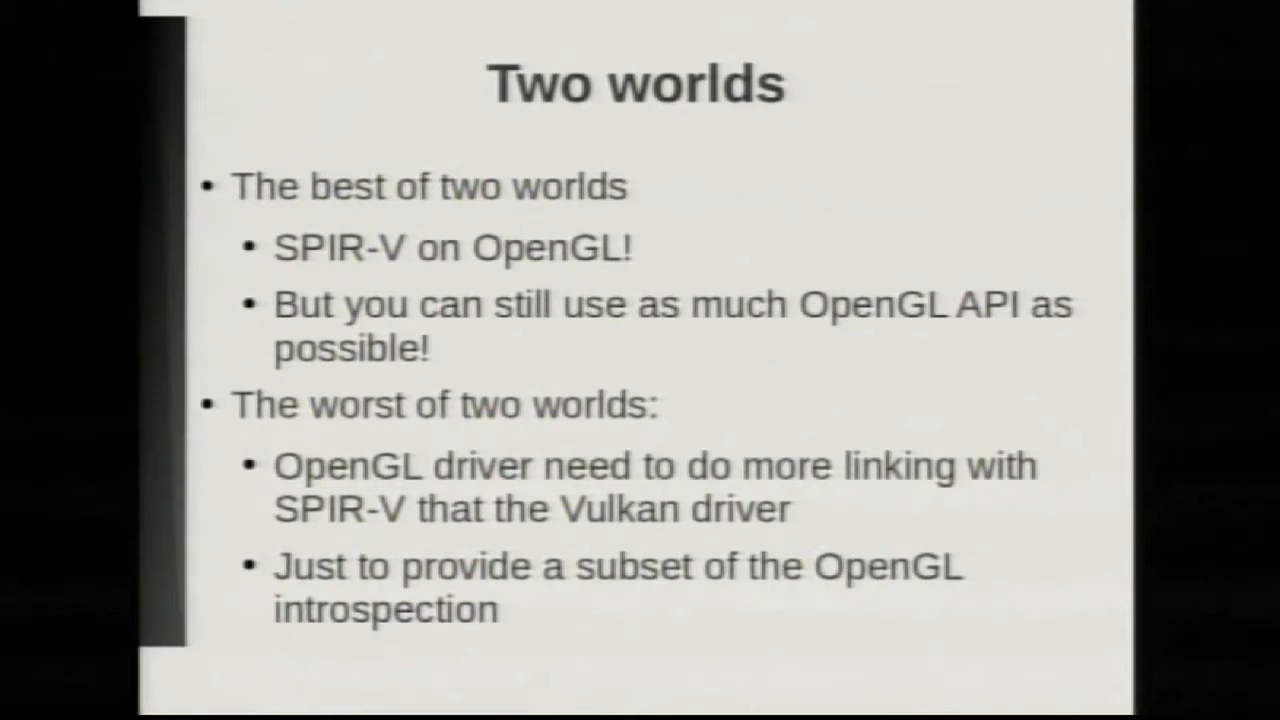 Two worlds
• The best of two worlds
• SPIR-V on OpenGL!
• But you can still use as much OpenGL API as
possible!
• The worst of two worlds:
• OpenGL driver need to do more linking with
SPIR-V that the Vulkan driver
• Just to provide a subset of the OpenGL
introspection